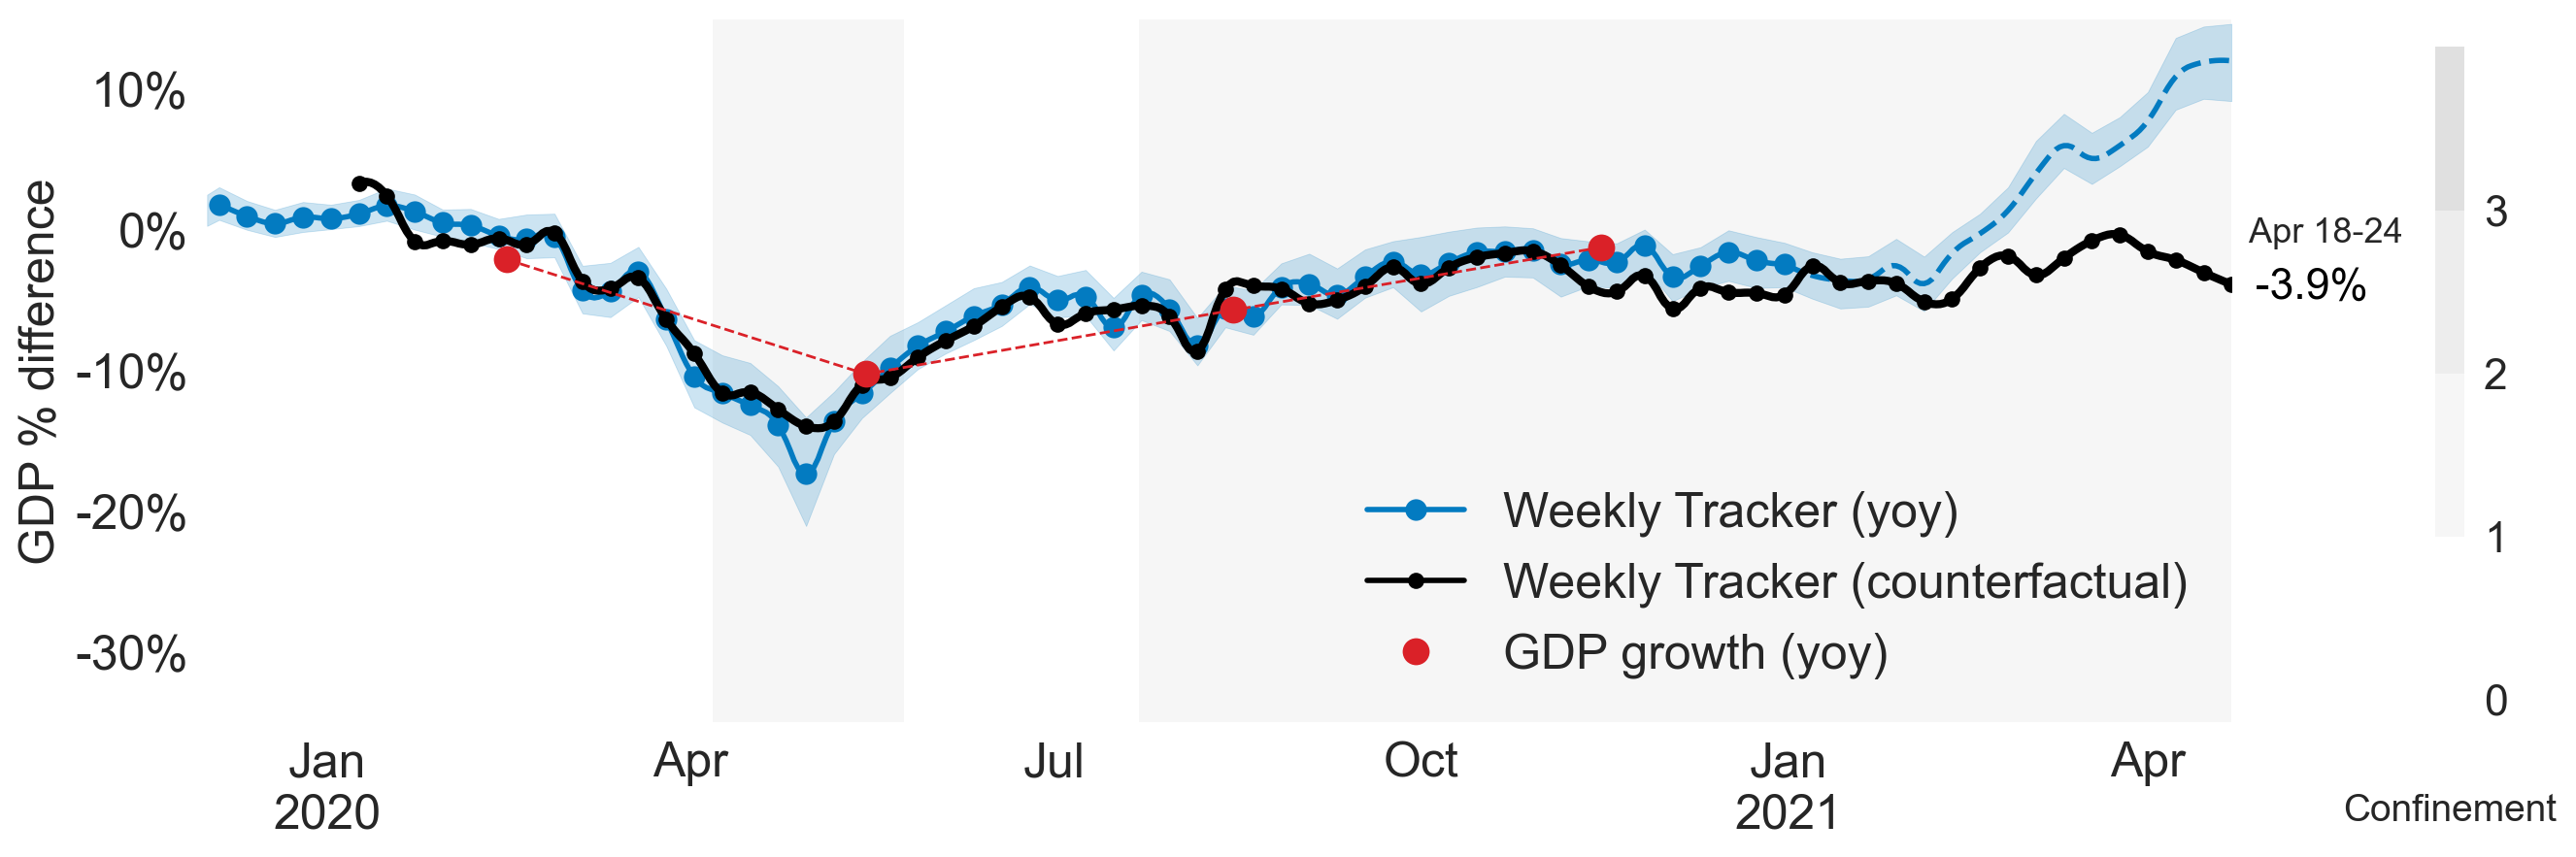 GDP % difference
10%
0%
-10%
-20%
-30%
Jan
2020
Apr
Jul
Oct
Jan
2021
Apr
Weekly Tracker (yoy)
Weekly Tracker (counterfactual)
GDP growth (yoy)
Apr 18-24
-3.9%
3
2
1
0
Confinement